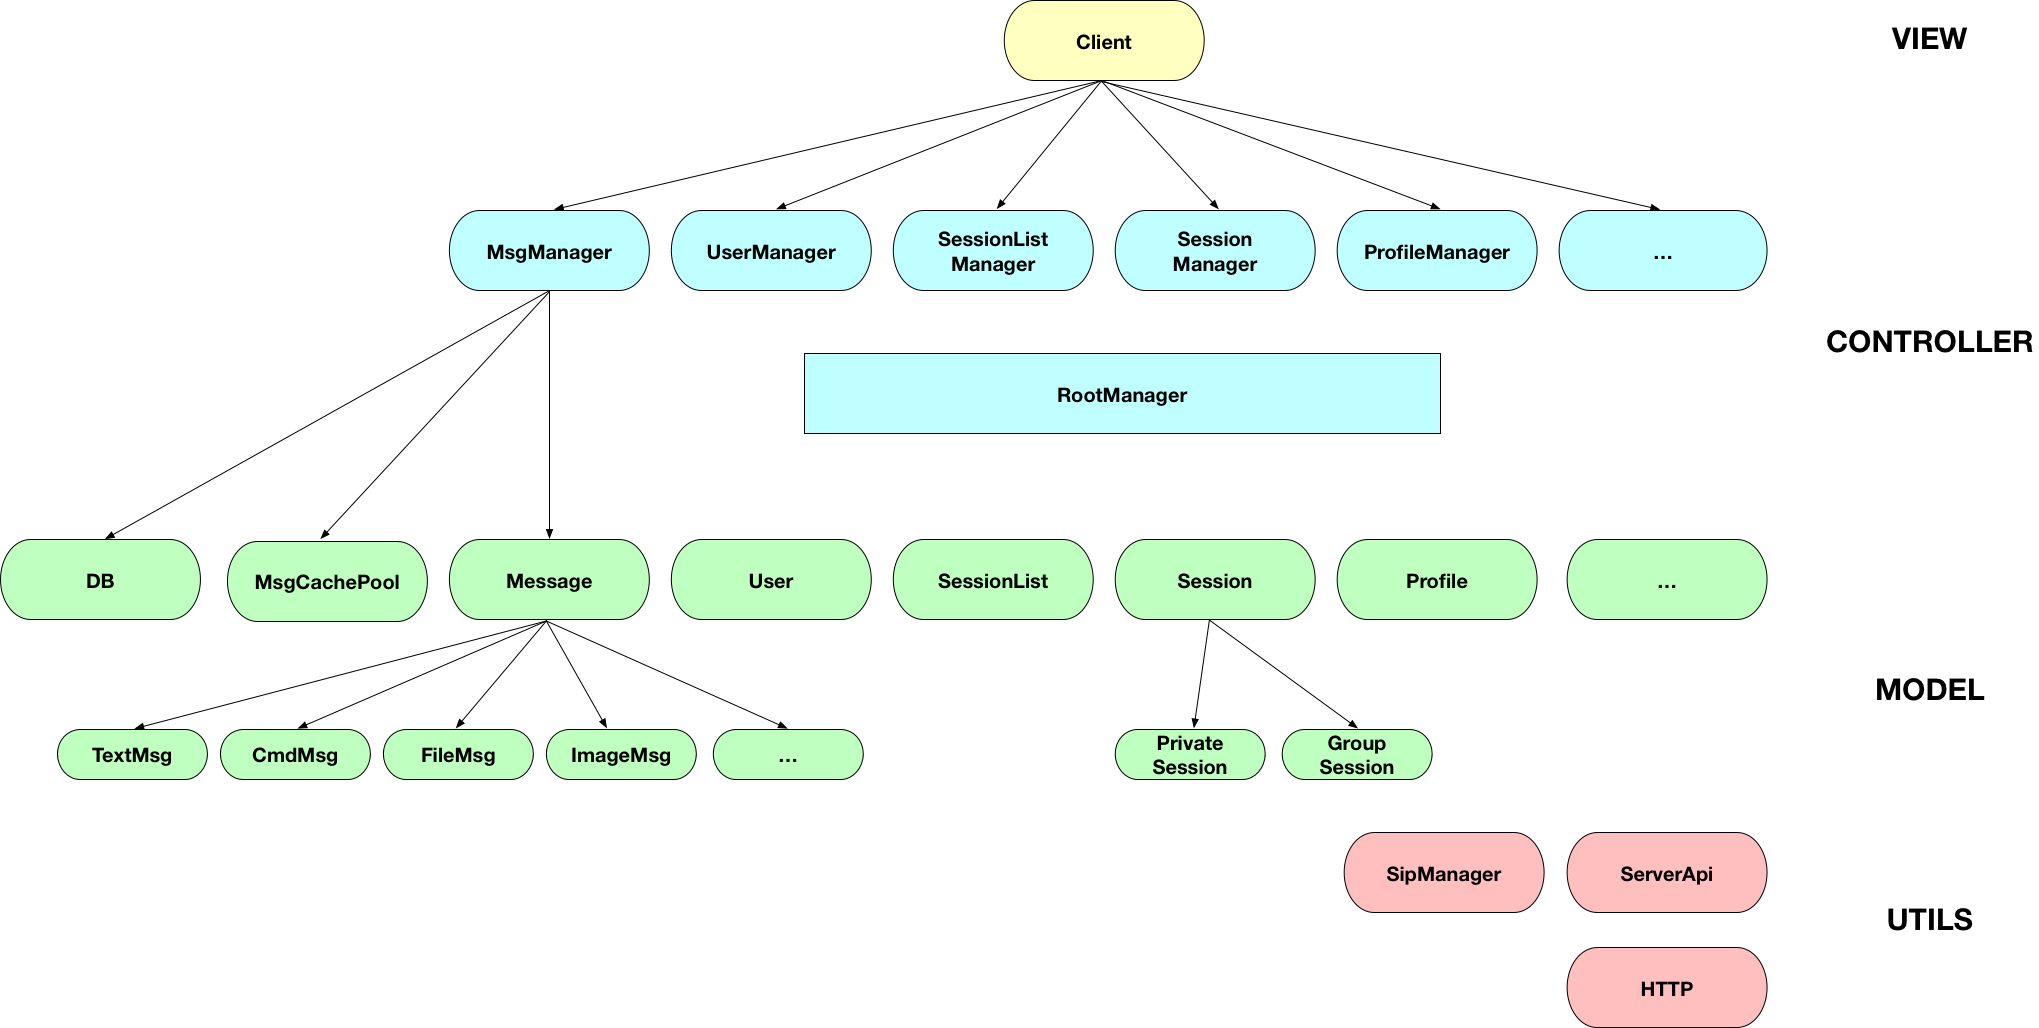 Client
VIEW
MsgManager
UserManager
SessionList
Manager
Session
Manager
ProfileManager
...
CONTROLLER
RootManager
DB
MsgCachePool
Message
User
SessionList
Session
Profile
...
MODEL
TextMsg
CmdMsg
FileMsg
ImageMsg
...
Private
Session
Group
Session
SipManager
ServerApi
UTILS
HTTP